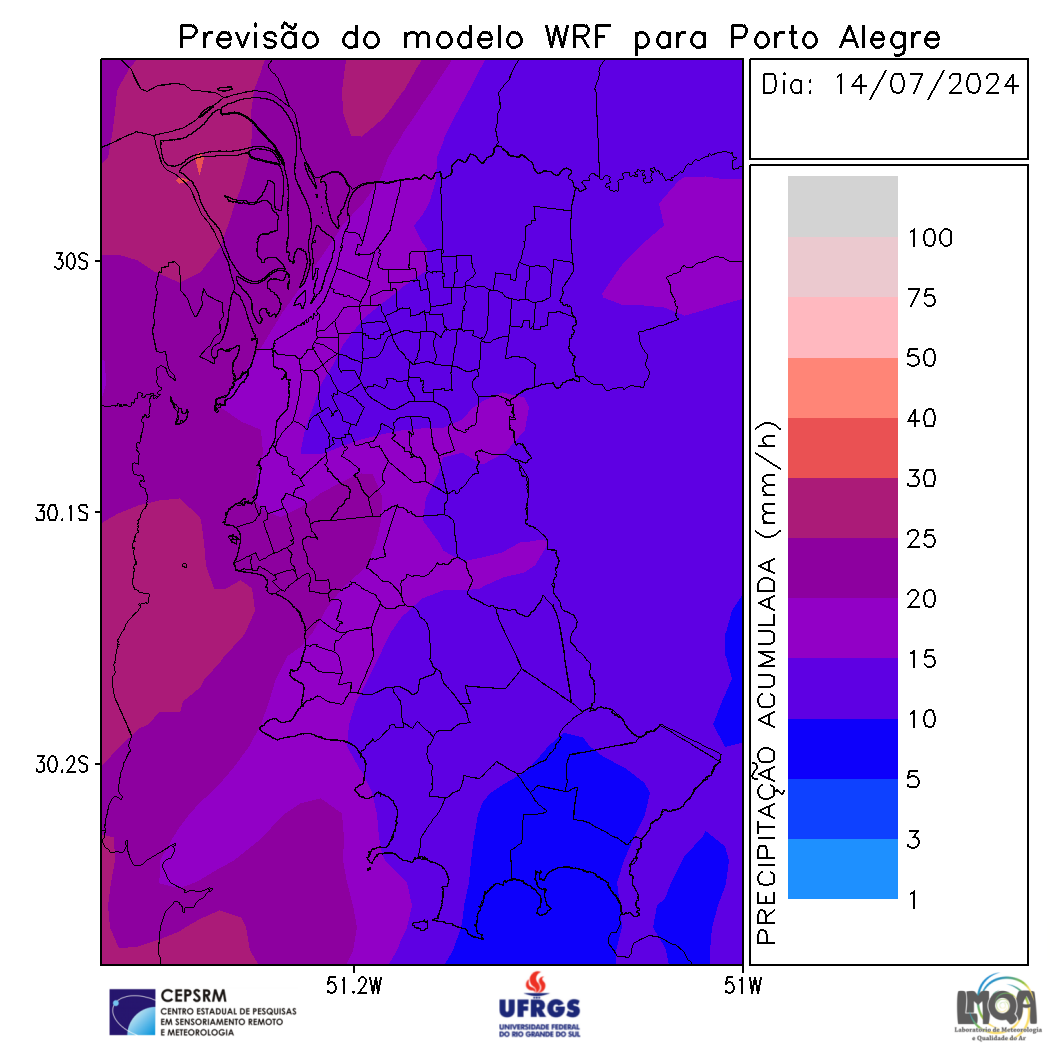 Previsão do modelo WRF para Porto Alegre
Dia: 14/07/2024
30S
30.1S
30.2S
51.2W
51W
PRECIPITAÇÃO ACUMULADA (mm/h)
100
75
50
40
30
25
20
15
10
5
3
1
CEPSRM
CENTRO ESTADUAL DE PESQUISAS
EM SENSORIAMENTO REMOTO
E METEOROLOGIA
UFRGS
UNIVERSIDADE FEDERAL
DO RIO GRANDE DO SUL
LMQA
Laboratório de Meteorologia
e Qualidade do Ar